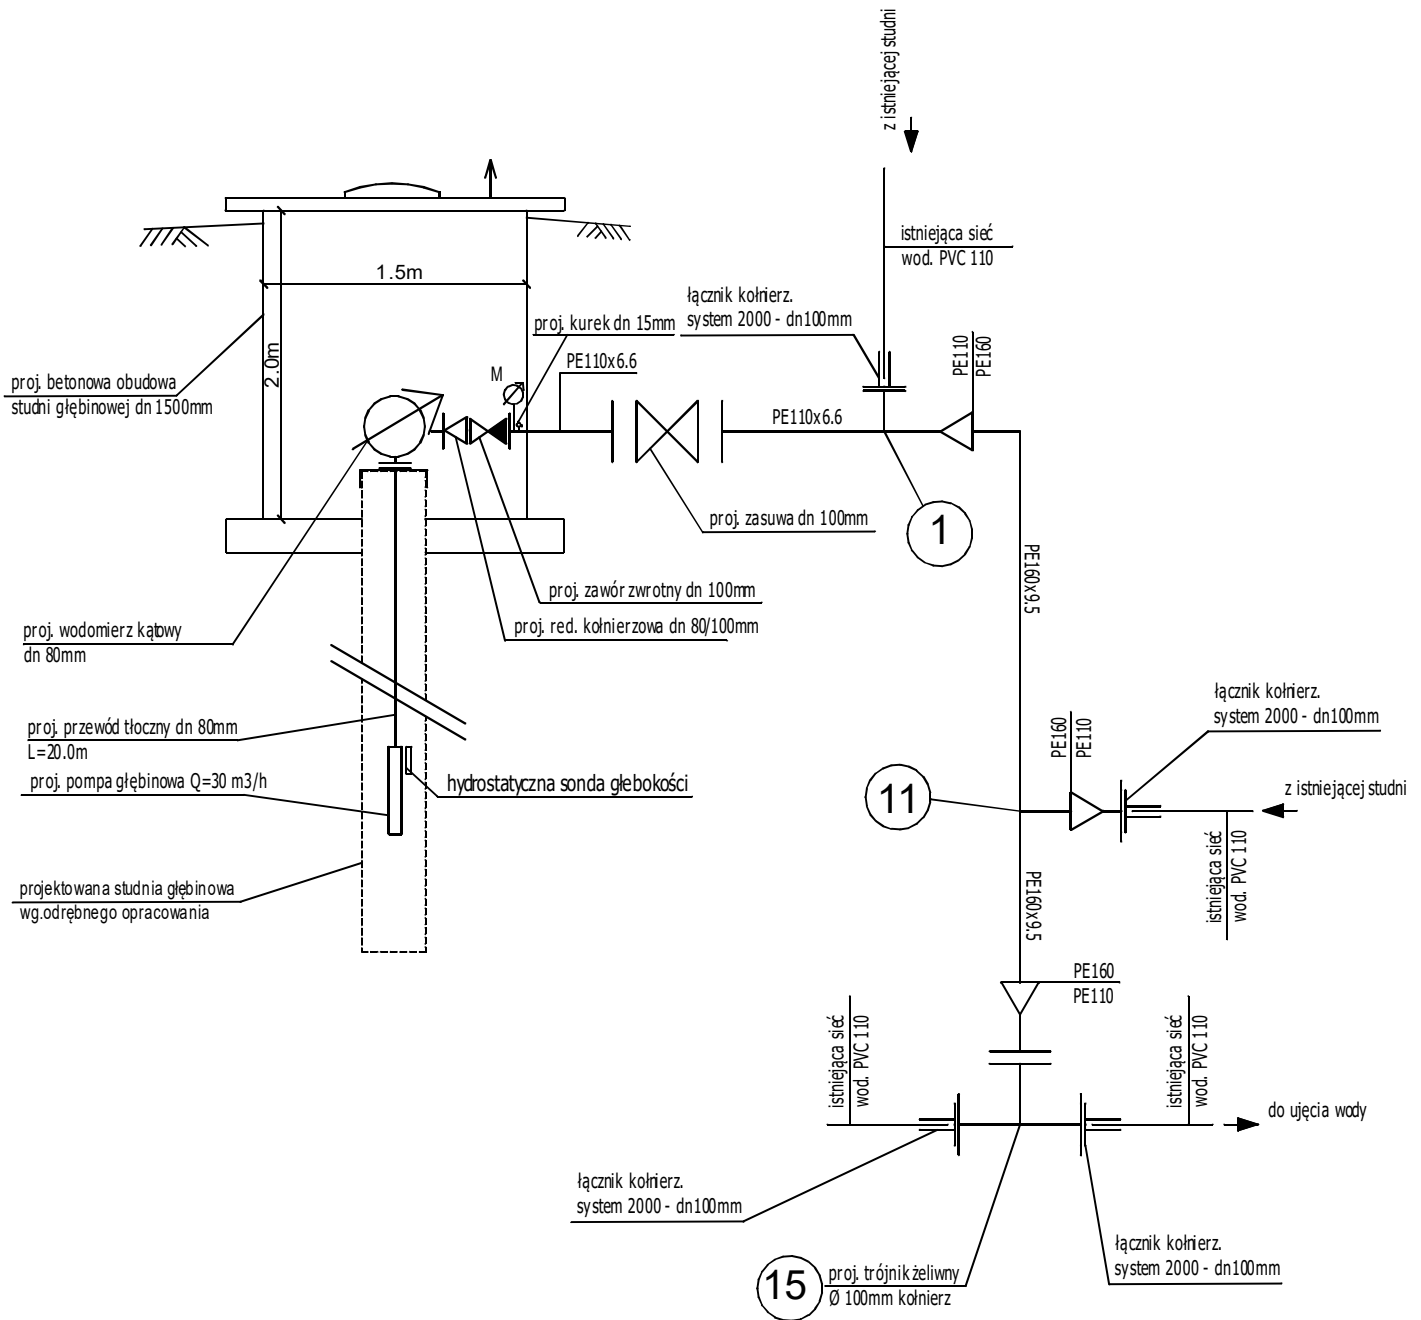 z istniejącej studni
istniejąca sieć
wod. PVC 110
łącznik kołnierz.
system 2000 - dn100mm
PE110
PE160
1.5m
2.0m
proj. kurek dn 15mm
PE110x6.6
M
PE110x6.6
proj. betonowa obudowa
studni głębinowej dn 1500mm
proj. zasuwa dn 100mm
1
PE160x9.5
proj. zawór zwrotny dn 100mm
proj. red. kołnierzowa dn 80/100mm
proj. wodomierz kątowy
dn 80mm
łącznik kołnierz.
system 2000 - dn100mm
PE160
PE110
proj. przewód tłoczny dn 80mm
L=20.0m
proj. pompa głębinowa Q=30 m3/h
hydrostatyczna sonda głebokości
11
z istniejącej studni
istniejąca sieć
wod. PVC 110
projektowana studnia głębinowa
wg.odrębnego opracowania
PE160x9.5
PE160
PE110
istniejąca sieć
wod. PVC 110
istniejąca sieć
wod. PVC 110
do ujęcia wody
łącznik kołnierz.
system 2000 - dn100mm
łącznik kołnierz.
system 2000 - dn100mm
15
proj. trójnik żeliwny
Ø 100mm kołnierz